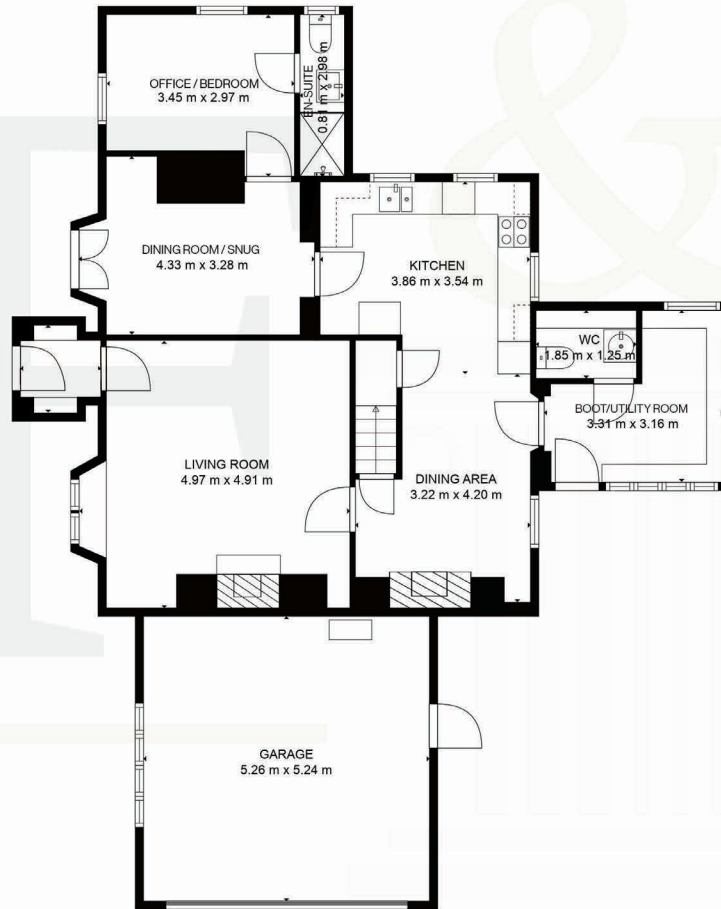 OFFICE / BEDROOM
3.45 m x 2.97 m
EN-SUITE
0.81 m x 2.98 m
DINING ROOM / SNUG
4.33 m x 3.28 m
KITCHEN
3.86 m x 3.54 m
WC
1.85 m x 1.25 m
BOOT/UTILITY ROOM
3.31 m x 3.16 m
LIVING ROOM
4.97 m x 4.91 m
DINING AREA
3.22 m x 4.20 m
GARAGE
5.26 m x 5.24 m
&